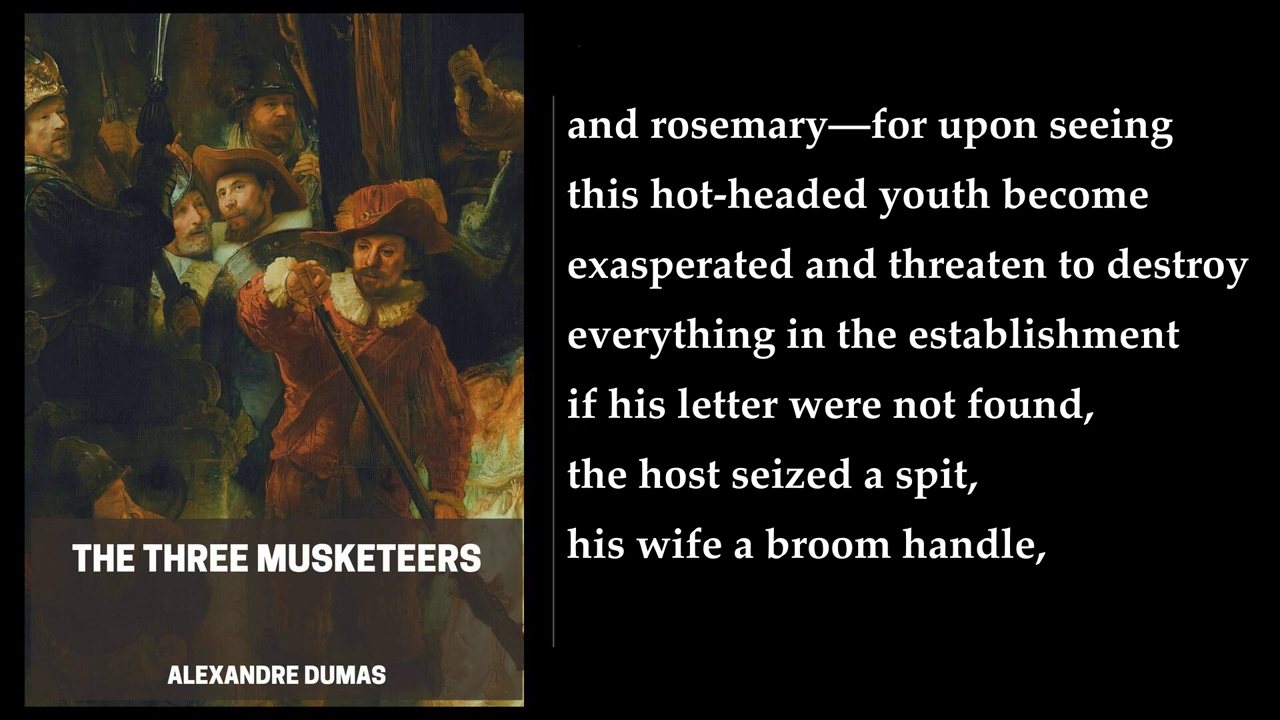 THE THREE MUSKETEERS
ALEXANDRE DUMAS
and rosemary—for upon seeing
this hot-headed youth become
exasperated and threaten to destroy
everything in the establishment
if his letter were not found,
the host seized a spit,
his wife a broom handle,